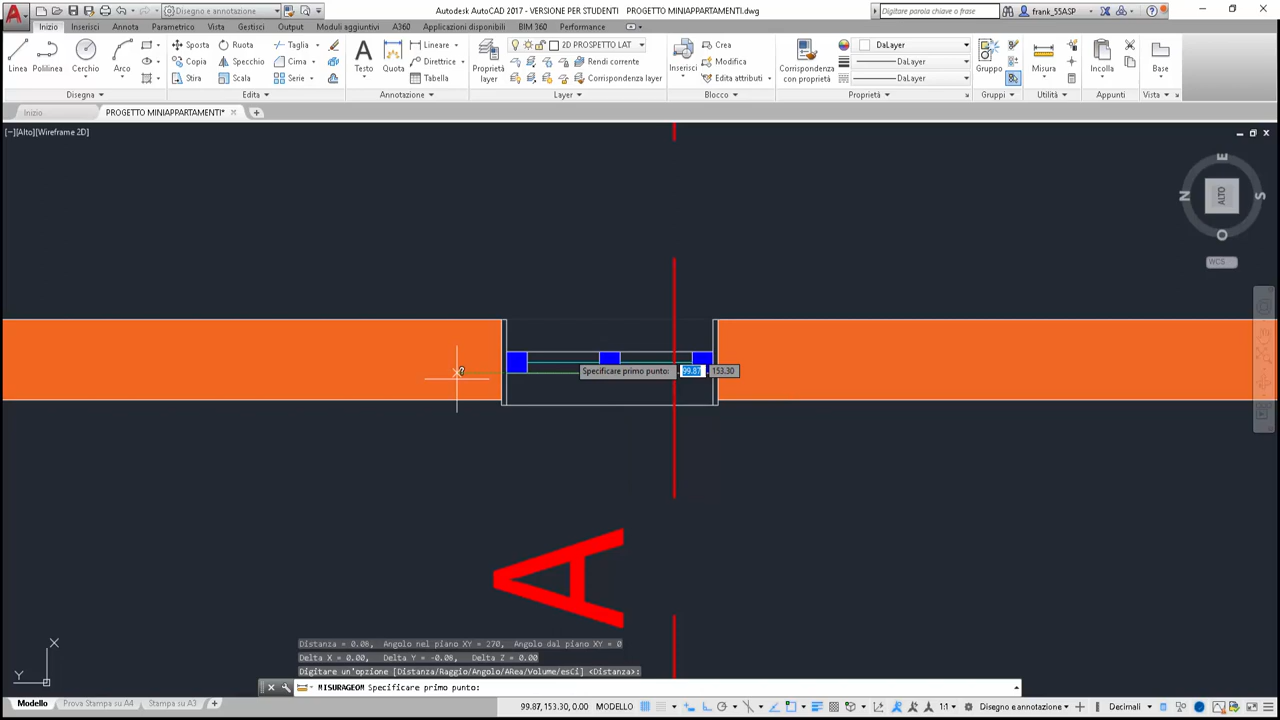 Disegno e annotazione
Autodesk AutoCAD 2017 - VERSIONE PER STUDENTI PROGETTO MINIAPPARTAMENTI.dwg
Digitare parola chiave o frase
frank_55ASP
Inizio Inserisci Annota Parametrico Vista Gestisci Output Moduli aggiuntivi A360 Applicazioni disponibili BIM 360 Performance
Linea Polilinea Cerchio Arco
Sposta Ruota Taglia
Copia Specchio Cima
Stira Scala Serie
Testo Quota
Lineare
Direttrice
Tabella
Proprietà layer
2D PROSPETTO LAT
Rendi corrente
Corrispondenza layer
Inserisci
Crea
Modifica
Edita attributi
Corrispondenza con proprietà
DaLayer
DaLayer
DaLayer
Gruppo Misura Incolla Base
Disegna Edita Annotazione Layer Blocco Proprietà Gruppi Utilità Appunti Vista
Inizio PROGETTO MINIAPPARTAMENTI*
[−][Alto][Wireframe 2D]
E
N ALTO S
O
WCS
Specificare primo punto: 99.87 153.30
A
X
Y
Distanza = 0.08, Angolo nel piano XY = 270, Angolo dal piano XY = 0
Delta X = 0.00, Delta Y = -0.08, Delta Z = 0.00
Digitare un'opzione [Distanza/Raggio/Angolo/ARea/Volume/esCi] <Distanza>:
MISURAGEOM Specificare primo punto:
Modello Prova Stampa su A4 Stampa su A3
99.87, 153.30, 0.00 MODELLO 1:1 Disegno e annotazione Decimali